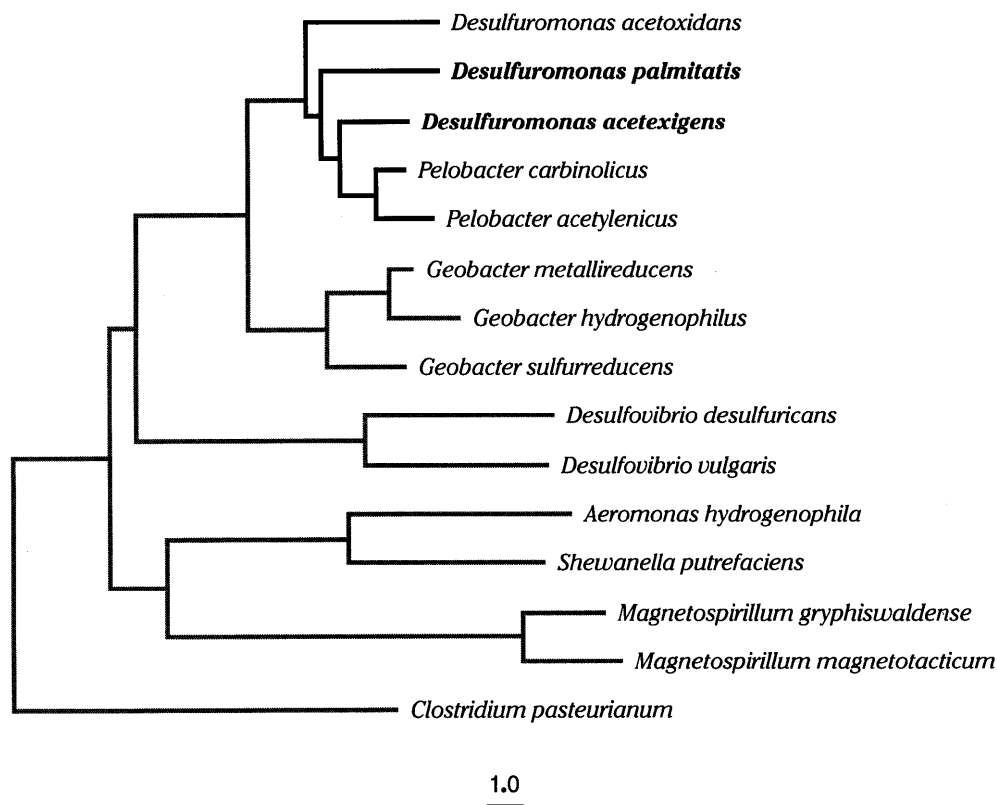 Desulfuromonas acetoxidans
Desulfuromonas palmitatis
Desulfuromonas acetexigens
Pelobacter carbinolicus
Pelobacter acetylenicus
Geobacter metallireducens
Geobacter hydrogenophilus
Geobacter sulfurreducens
Desulfovibrio desulfuricans
Desulfovibrio vulgaris
Aeromonas hydrogenophila
Shewanella putrefaciens
Magnetospirillum gryphiswaldense
Magnetospirillum magnetotacticum
Clostridium pasteurianum
1.0